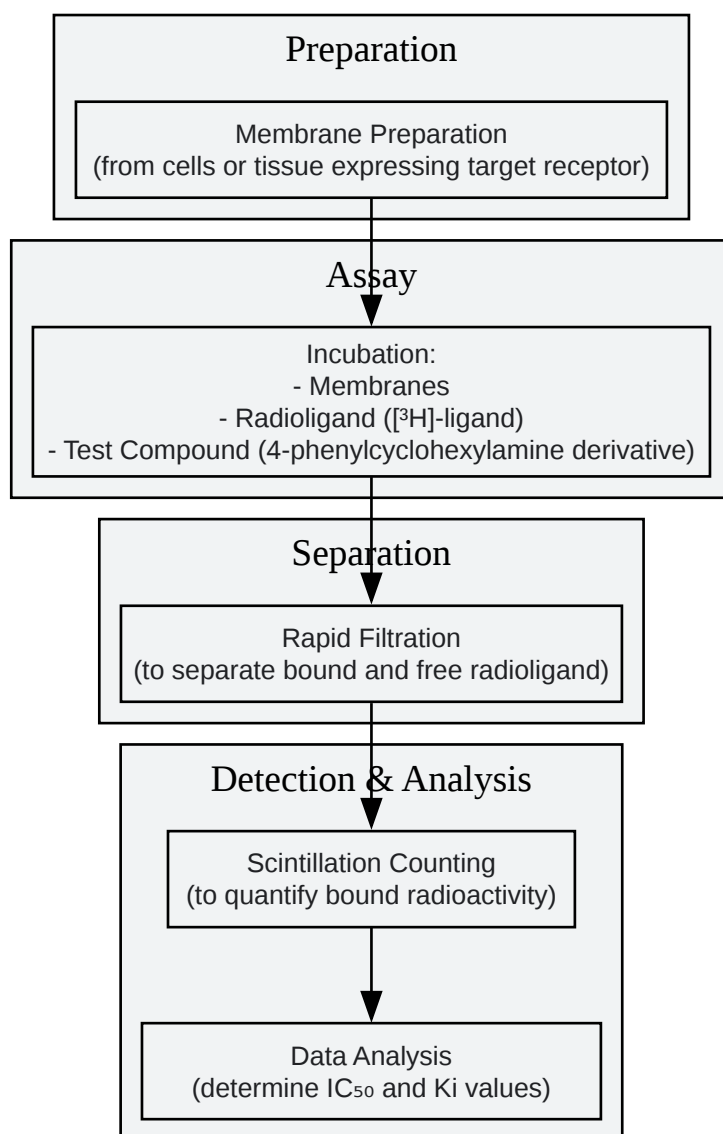 Preparation
Membrane Preparation
(from cells or tissue expressing target receptor)
Assay
Incubation:
- Membranes
- Radioligand ([³H]-ligand)
- Test Compound (4-phenylcyclohexylamine derivative)
Separation
Rapid Filtration
(to separate bound and free radioligand)
Detection & Analysis
Scintillation Counting
(to quantify bound radioactivity)
Data Analysis
(determine IC₅₀ and Ki values)